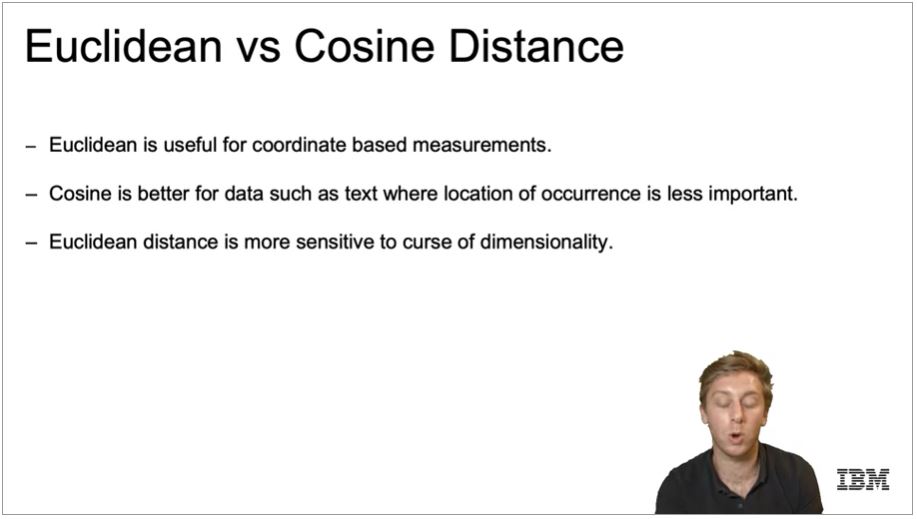 Euclidean vs Cosine Distance
– Euclidean is useful for coordinate based measurements.
– Cosine is better for data such as text where location of occurrence is less important.
– Euclidean distance is more sensitive to curse of dimensionality.
IBM